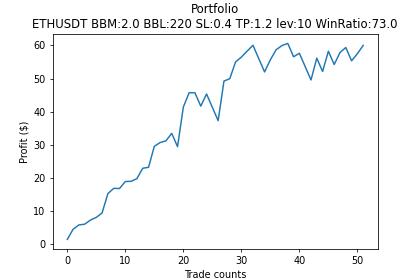 Portfolio
ETHUSDT BBM:2.0 BBL:220 SL:0.4 TP:1.2 lev:10 WinRatio:73.0
60
50
40
30
20
10
0
Profit ($)
0 10 20 30 40 50
Trade counts